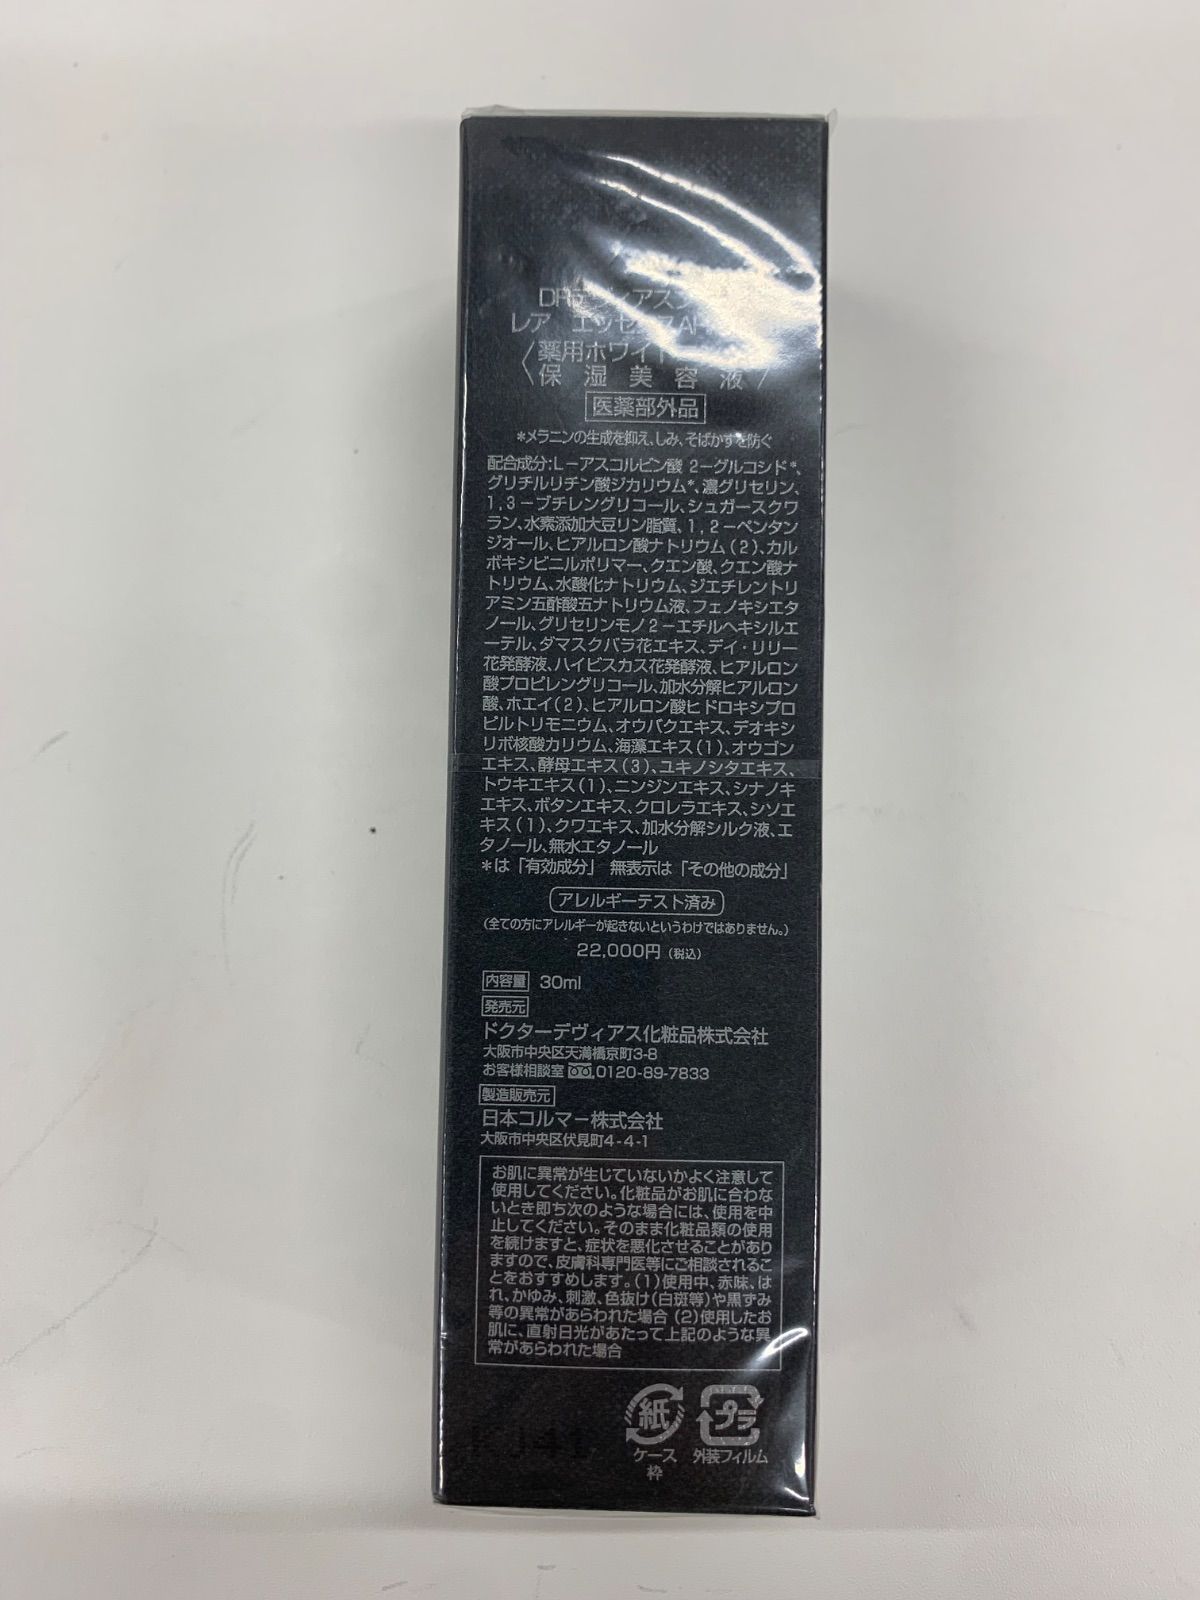 レア エッセンスAH
〈薬用ホワイト
保湿美容液〉
医薬部外品
*メラニンの生成を抑え、しみ、そばかすを防ぐ
配合成分:L-アスコルビン酸 2-グルコシド*、
グリチルリチン酸ジカリウム*、濃グリセリン、
1,3-ブチレングリコール、シュガースクワ
ラン、水素添加大豆リン脂質、1,2-ペンタン
ジオール、ヒアルロン酸ナトリウム(2)、カル
ボキシビニルポリマー、クエン酸、クエン酸ナ
トリウム、水酸化ナトリウム、ジエチレントリ
アミン五酢酸五ナトリウム液、フェノキシエタ
ノール、グリセリンモノ2-エチルヘキシルエ
ーテル、ダマスクバラ花エキス、デイ・リリー
花発酵液、ハイビスカス花発酵液、ヒアルロン
酸プロピレングリコール、加水分解ヒアルロン
酸、ホエイ(2)、ヒアルロン酸ヒドロキシプロ
ピルトリモニウム、オウバクエキス、デオキシ
リボ核酸カリウム、海藻エキス(1)、オウゴン
エキス、酵母エキス(3)、ユキノシタエキス、
トウキエキス(1)、ニンジンエキス、シナノキ
エキス、ボタンエキス、クロレラエキス、シソエ
キス(1)、クワエキス、加水分解シルク液、エ
タノール、無水エタノール
*は「有効成分」 無表示は「その他の成分」
アレルギーテスト済み
(全ての方にアレルギーが起きないというわけではありません。)
22,000円(税込)
内容量 30ml
発売元
ドクターデヴィアス化粧品株式会社
大阪市中央区天満橋京町3-8
お客様相談室 0120-89-7833
製造販売元
日本コルマー株式会社
大阪市中央区伏見町4-4-1
お肌に異常が生じていないかよく注意して
使用してください。化粧品がお肌に合わな
いとき即ち次のような場合には、使用を中
止してください。そのまま化粧品類の使用
を続けますと、症状を悪化させることがあり
ますので、皮膚科専門医等にご相談されるこ
とをおすすめします。(1)使用中、赤味、は
れ、かゆみ、刺激、色抜け(白斑等)や黒ずみ
等の異常があらわれた場合 (2)使用したお
肌に、直射日光があたって上記のような異
常があらわれた場合
紙 プラ
ケース 外装フィルム
枠